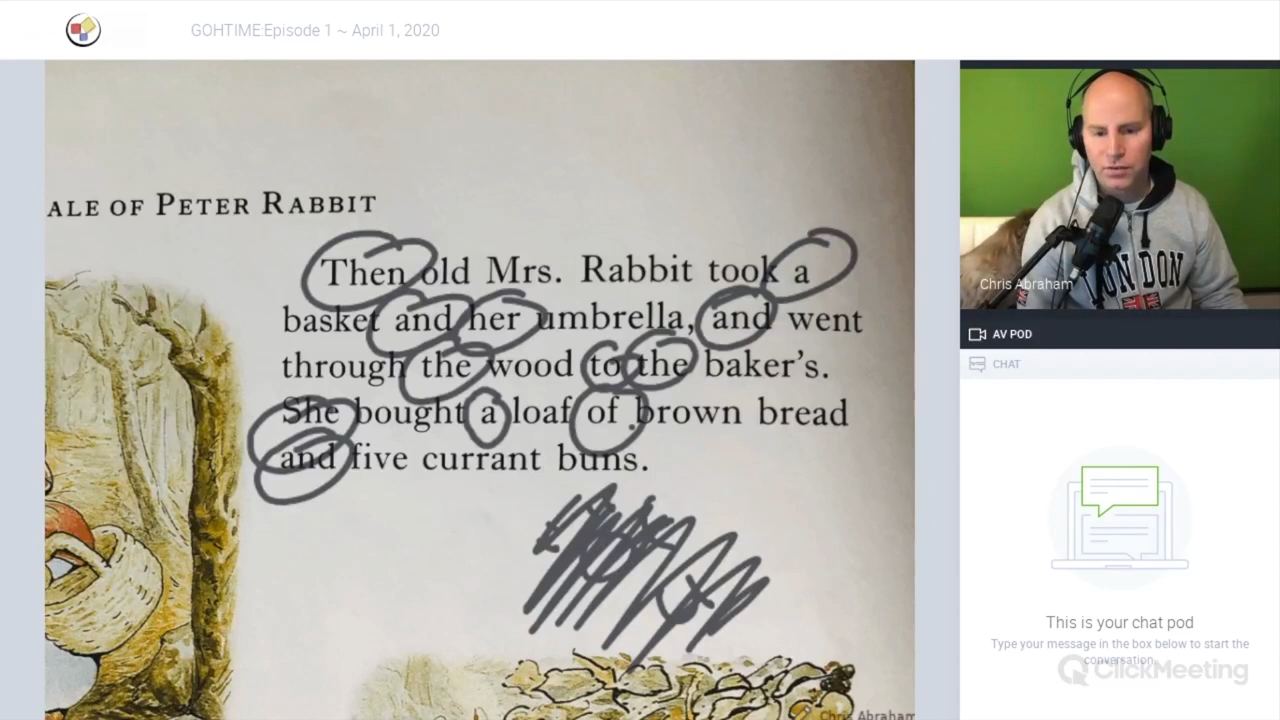 GOHTIME:Episode 1 ~ April 1, 2020
ALE OF PETER RABBIT
Then old Mrs. Rabbit took a
basket and her umbrella, and went
through the wood to the baker's.
She bought a loaf of brown bread
and five currant buns.
Chris Abraham
LONDON
Chris Abraham
AV POD
CHAT
This is your chat pod
Type your message in the box below to start the
conversation.
ClickMeeting